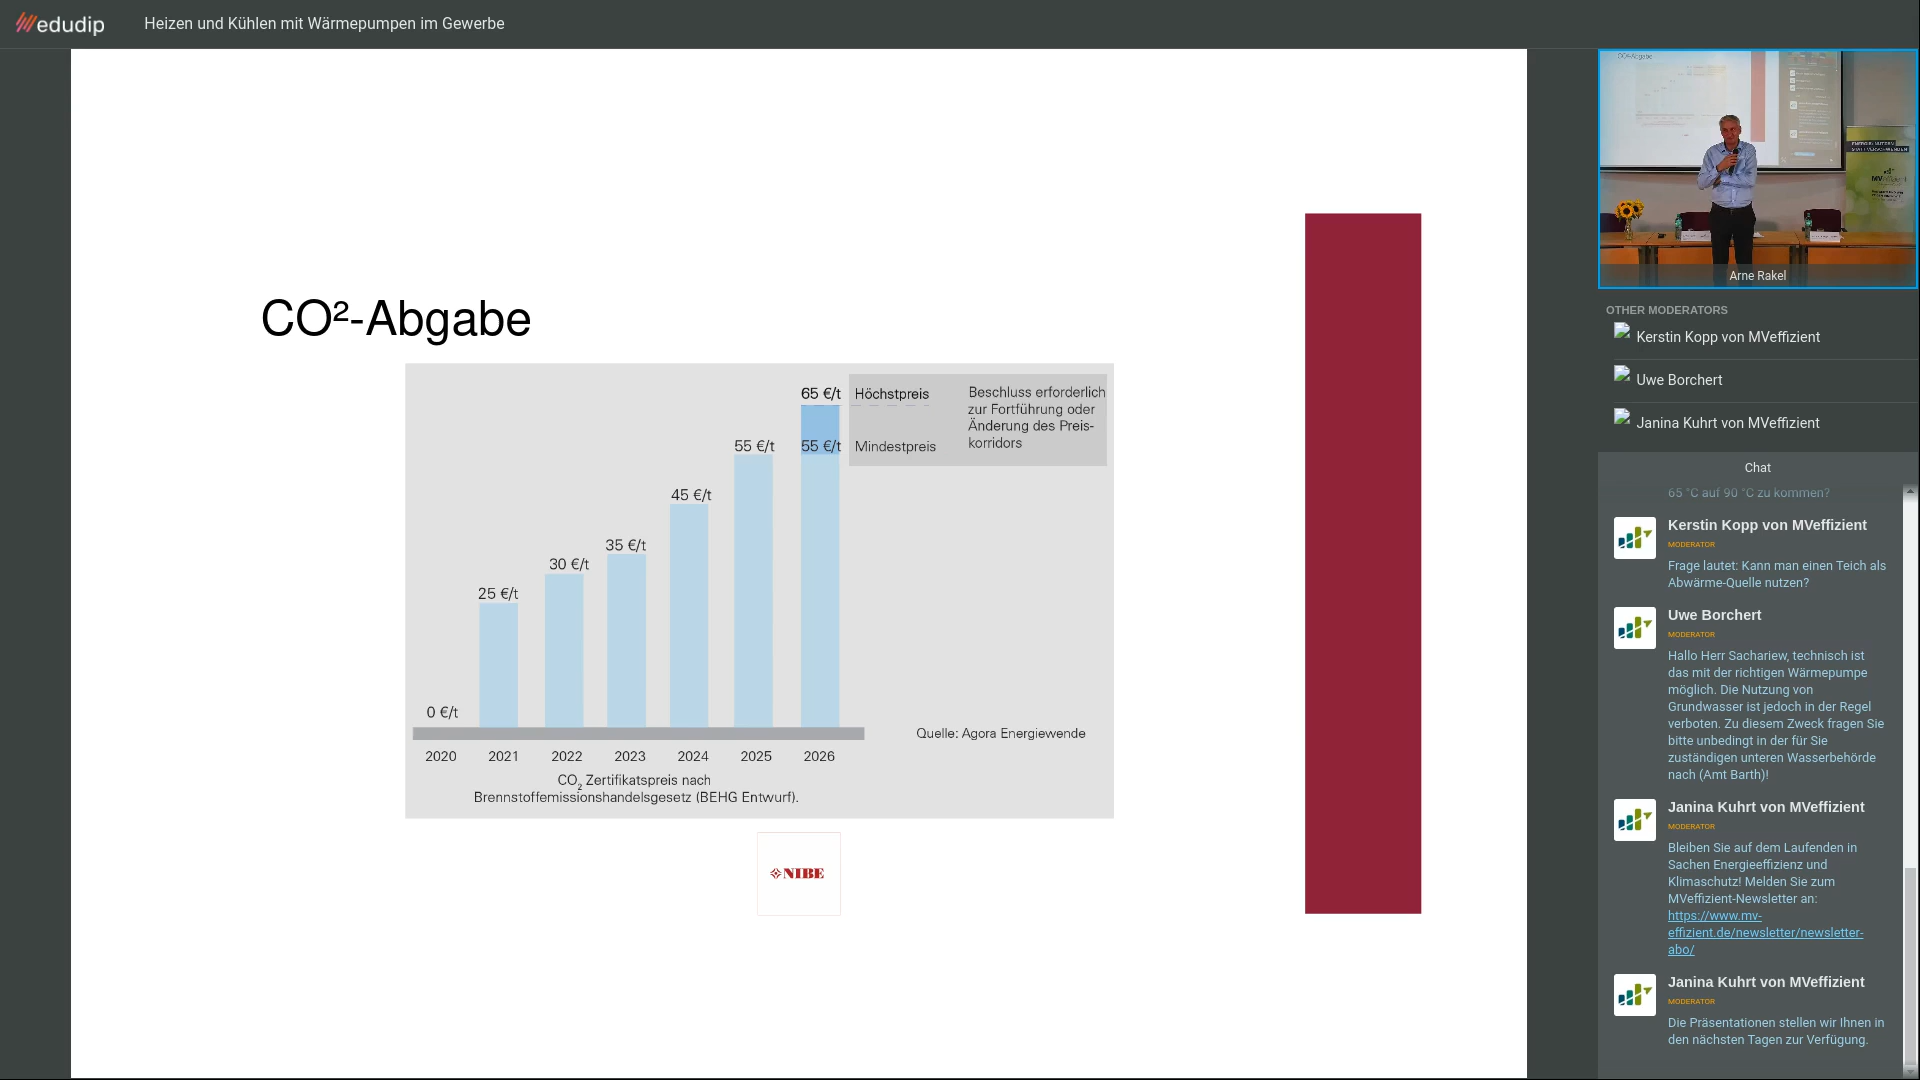 edudip
Heizen und Kühlen mit Wärmepumpen im Gewerbe
CO²-Abgabe
65 €/t
Höchstpreis
Beschluss erforderlich
zur Fortführung oder
Änderung des Preis-
korridors
55 €/t
55 €/t
Mindestpreis
45 €/t
35 €/t
30 €/t
25 €/t
0 €/t
Quelle: Agora Energiewende
2020 2021 2022 2023 2024 2025 2026
CO₂ Zertifikatspreis nach
Brennstoffemissionshandelsgesetz (BEHG Entwurf).
NIBE
CO²-Abgabe
ENERGIE NUTZEN
STATT VERSCHWENDEN
Arne Rakel
OTHER MODERATORS
Kerstin Kopp von MVeffizient
Uwe Borchert
Janina Kuhrt von MVeffizient
Chat
65 °C auf 90 °C zu kommen?
Kerstin Kopp von MVeffizient
MODERATOR
Frage lautet: Kann man einen Teich als
Abwärme-Quelle nutzen?
Uwe Borchert
MODERATOR
Hallo Herr Sachariew, technisch ist
das mit der richtigen Wärmepumpe
möglich. Die Nutzung von
Grundwasser ist jedoch in der Regel
verboten. Zu diesem Zweck fragen Sie
bitte unbedingt in der für Sie
zuständigen unteren Wasserbehörde
nach (Amt Barth)!
Janina Kuhrt von MVeffizient
MODERATOR
Bleiben Sie auf dem Laufenden in
Sachen Energieeffizienz und
Klimaschutz! Melden Sie zum
MVeffizient-Newsletter an:
https://www.mv-
effizient.de/newsletter/newsletter-
abo/
Janina Kuhrt von MVeffizient
MODERATOR
Die Präsentationen stellen wir Ihnen in
den nächsten Tagen zur Verfügung.